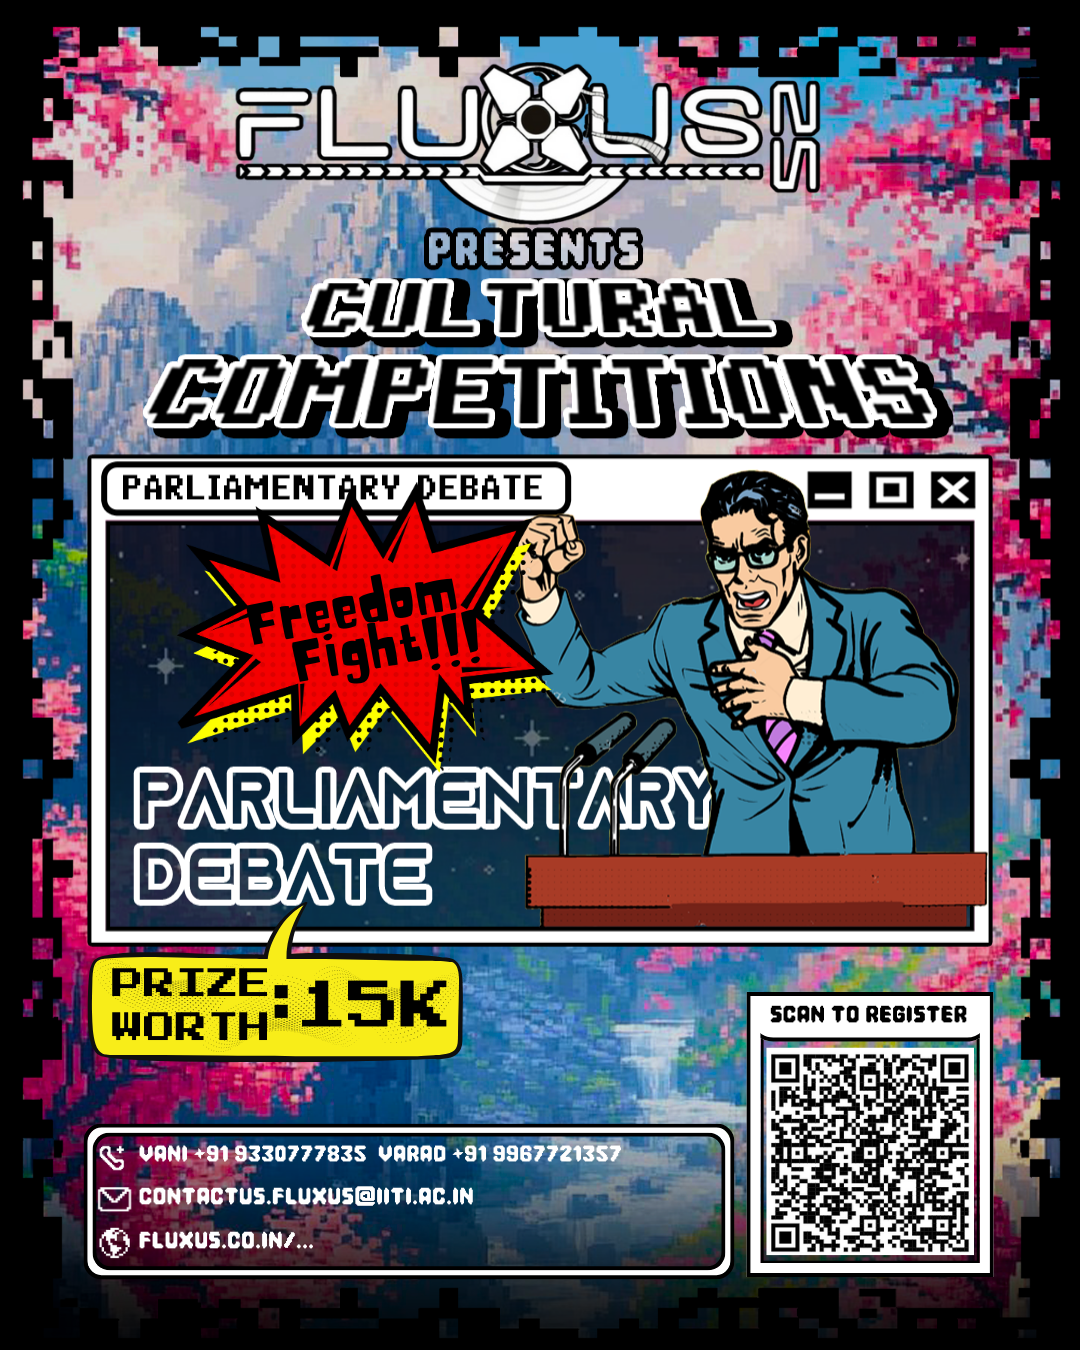 FLUXUS 25
PRESENTS
CULTURAL
COMPETITIONS
PARLIAMENTARY DEBATE
Freedom
Fight!!!
PARLIAMENTARY
DEBATE
PRIZE
WORTH
:15K
SCAN TO REGISTER
VANI +91 9330777835 VARAD +91 9967721357
CONTACTUS.FLUXUS@IITI.AC.IN
FLUXUS.CO.IN/...